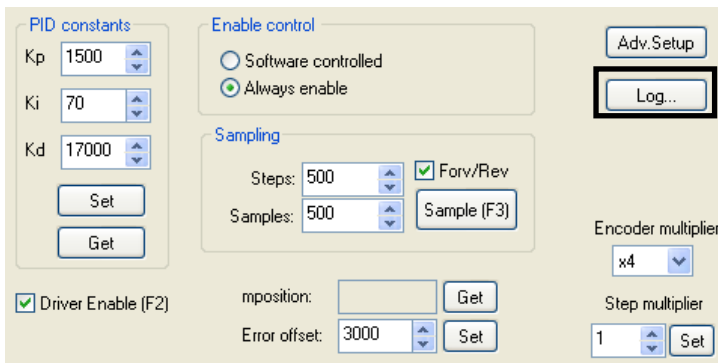 PID constants
Kp 1500
Ki 70
Kd 17000
Set
Get
Driver Enable (F2)
Enable control
Software controlled
Always enable
Sampling
Steps: 500
Forv/Rev
Samples: 500
Sample (F3)
mposition:
Get
Error offset: 3000
Set
Adv.Setup
Log...
Encoder multiplier
x4
Step multiplier
1
Set